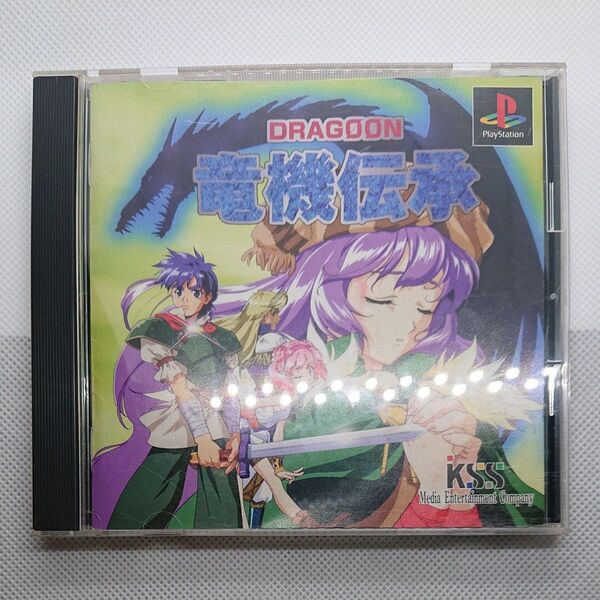 DRAGOON
竜機伝承
PlayStation
KSS
Media Entertainment Company